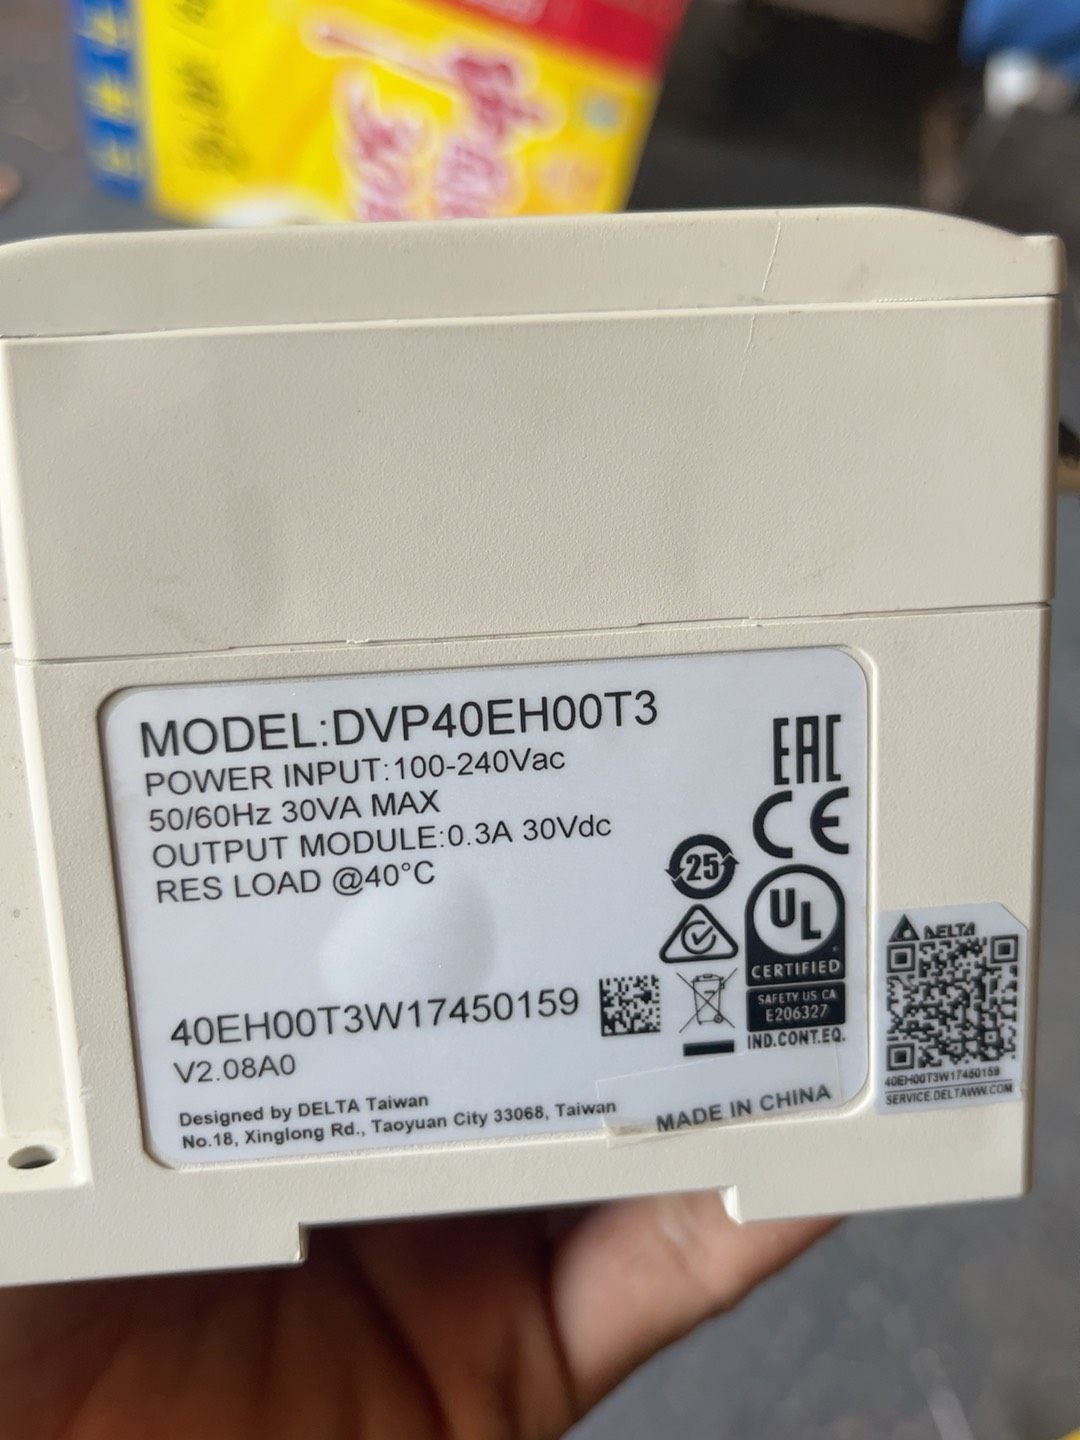 MODEL:DVP40EH00T3
POWER INPUT:100-240Vac
50/60Hz 30VA MAX
OUTPUT MODULE:0.3A 30Vdc
RES LOAD @40°C
EAC
CE
25
UL
CERTIFIED
SAFETY US CA
E206327
IND.CONT.EQ.
40EH00T3W17450159
V2.08A0
Designed by DELTA Taiwan
No.18, Xinglong Rd., Taoyuan City 33068, Taiwan
MADE IN CHINA
DELTA
40EH00T3W17450159
SERVICE.DELTAWW.COM